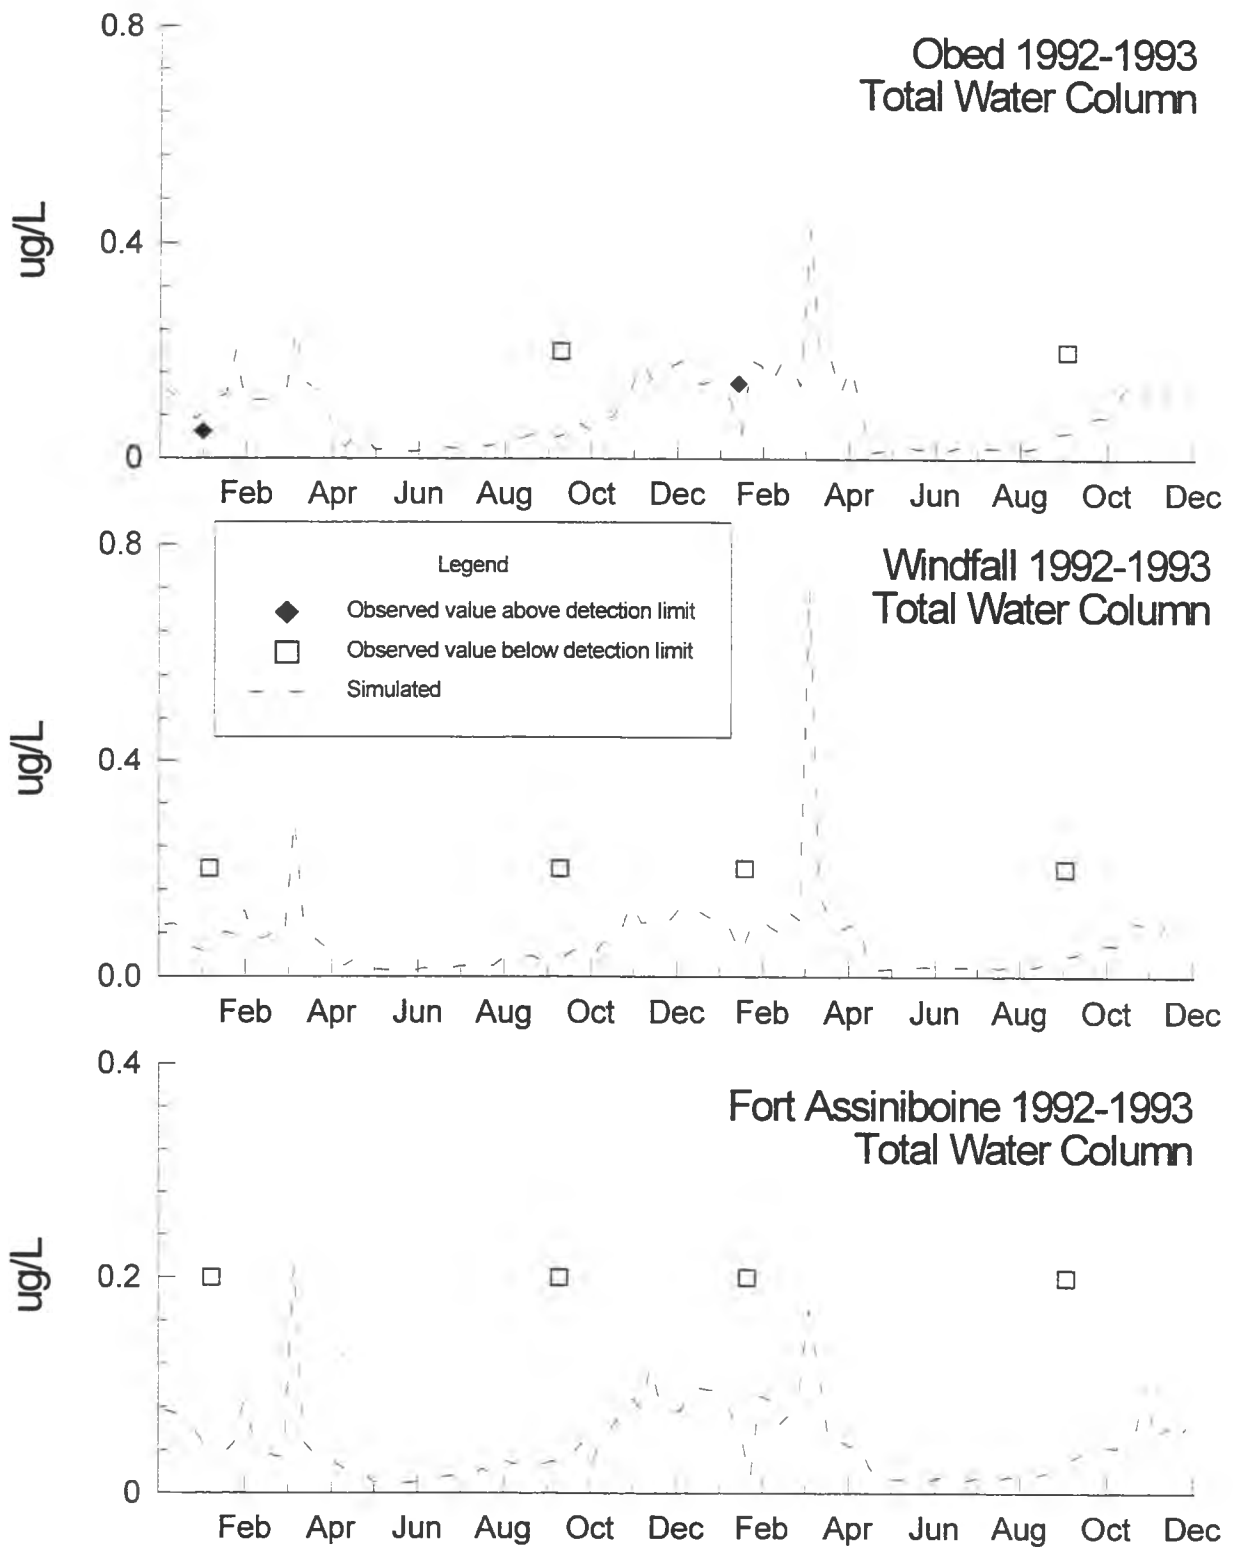 0.8
Obed 1992-1993
Total Water Column
ug/L
0.4
0
Feb Apr Jun Aug Oct Dec Feb Apr Jun Aug Oct Dec
0.8
Windfall 1992-1993
Total Water Column
Legend
Observed value above detection limit
Observed value below detection limit
Simulated
ug/L
0.4
0.0
Feb Apr Jun Aug Oct Dec Feb Apr Jun Aug Oct Dec
0.4
Fort Assiniboine 1992-1993
Total Water Column
ug/L
0.2
0
Feb Apr Jun Aug Oct Dec Feb Apr Jun Aug Oct Dec